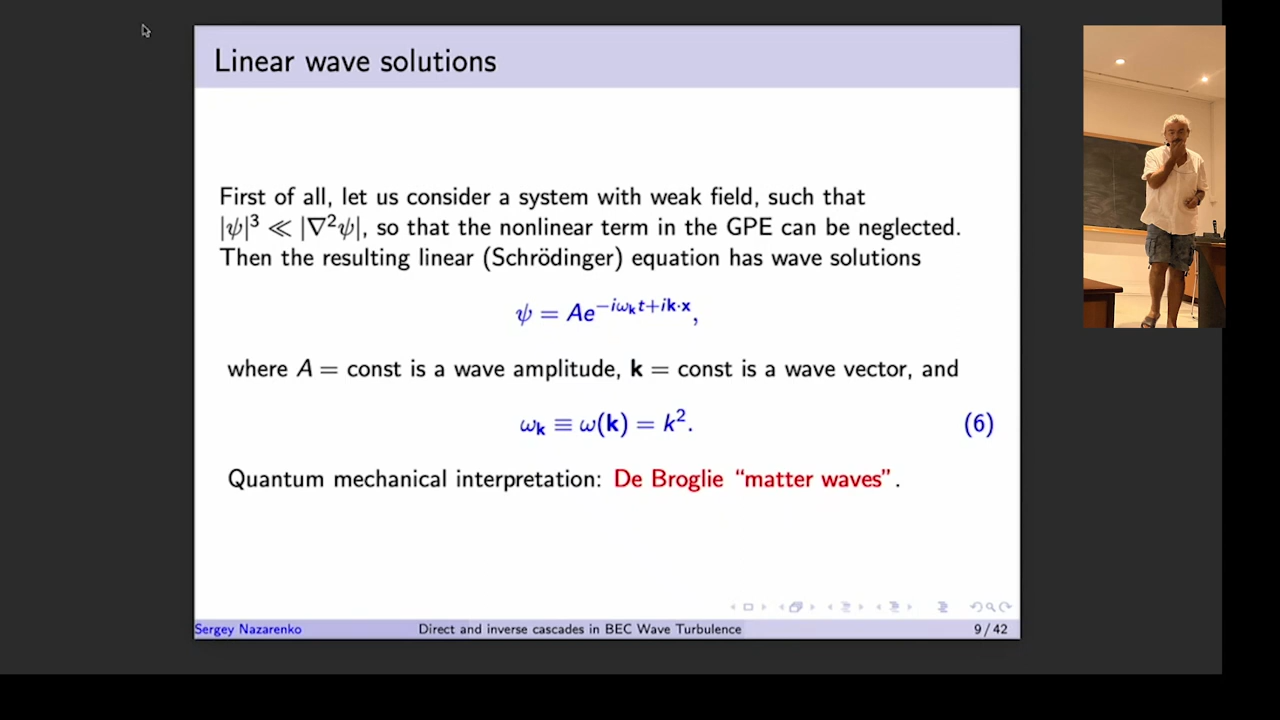 Linear wave solutions
First of all, let us consider a system with weak field, such that
|ψ|³ ≪ |∇²ψ|, so that the nonlinear term in the GPE can be neglected.
Then the resulting linear (Schrödinger) equation has wave solutions
ψ = Ae^{−iω_𝐤t+i𝐤·𝐱},
where A = const is a wave amplitude, 𝐤 = const is a wave vector, and
ω_𝐤 ≡ ω(𝐤) = k². (6)
Quantum mechanical interpretation: De Broglie “matter waves”.
Sergey Nazarenko Direct and inverse cascades in BEC Wave Turbulence 9 / 42